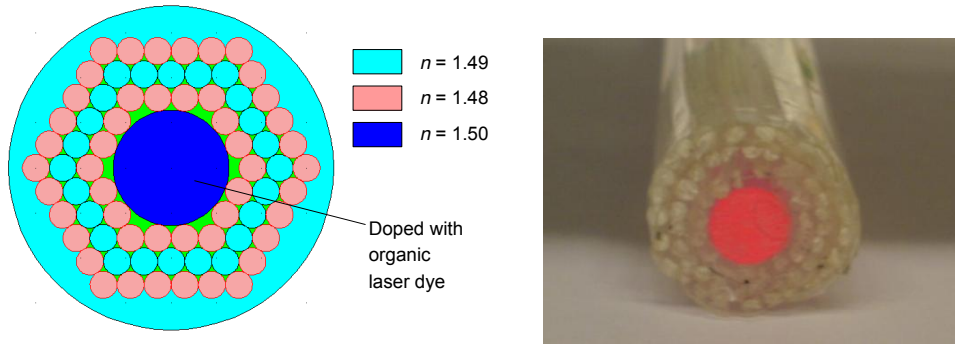 n = 1.49
n = 1.48
n = 1.50
Doped with
organic
laser dye